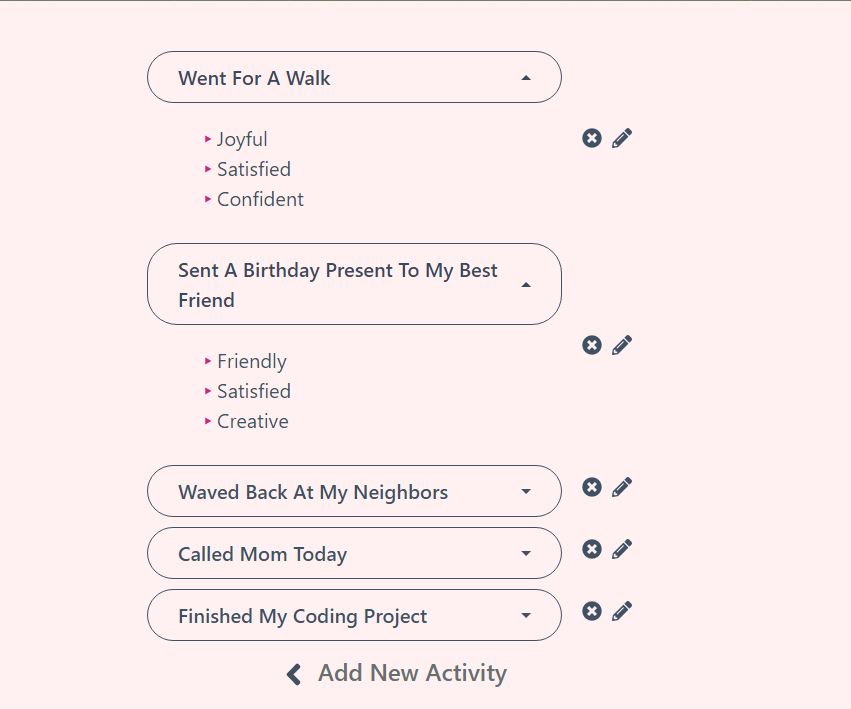 Went For A Walk
Joyful
Satisfied
Confident
Sent A Birthday Present To My Best
Friend
Friendly
Satisfied
Creative
Waved Back At My Neighbors
Called Mom Today
Finished My Coding Project
Add New Activity